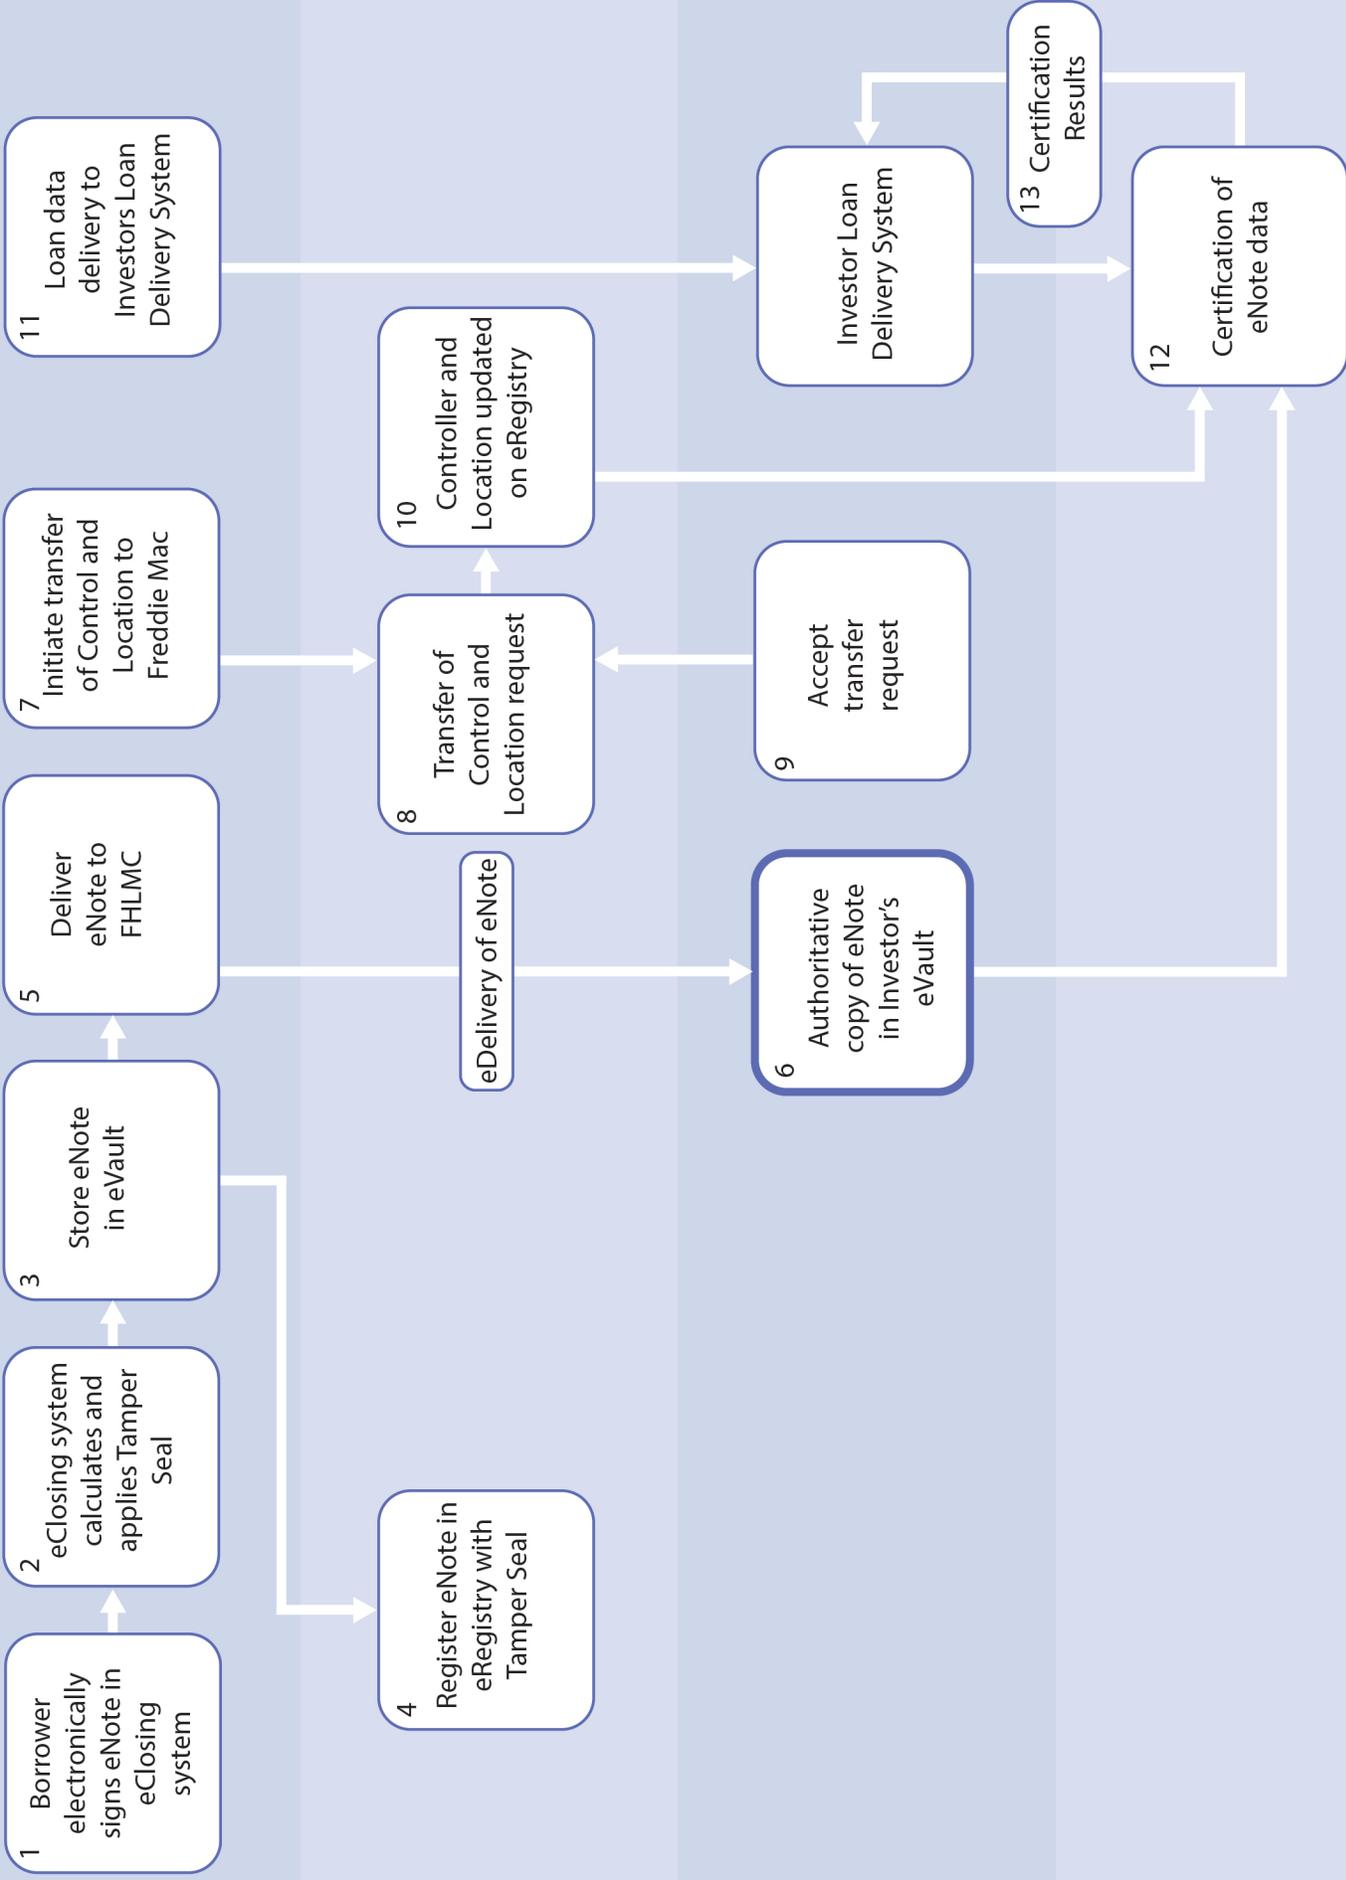 1
Borrower
electronically
signs eNote in
eClosing
system
2
eClosing system
calculates and
applies Tamper
Seal
3
Store eNote
in eVault
4
Register eNote in
eRegistry with
Tamper Seal
5
Deliver
eNote to
FHLMC
eDelivery of eNote
6
Authoritative
copy of eNote
in Investor’s
eVault
7
Initiate transfer
of Control and
Location to
Freddie Mac
8
Transfer of
Control and
Location request
9
Accept
transfer
request
10
Controller and
Location updated
on eRegistry
11
Loan data
delivery to
Investors Loan
Delivery System
Investor Loan
Delivery System
12
Certification of
eNote data
13 Certification
Results